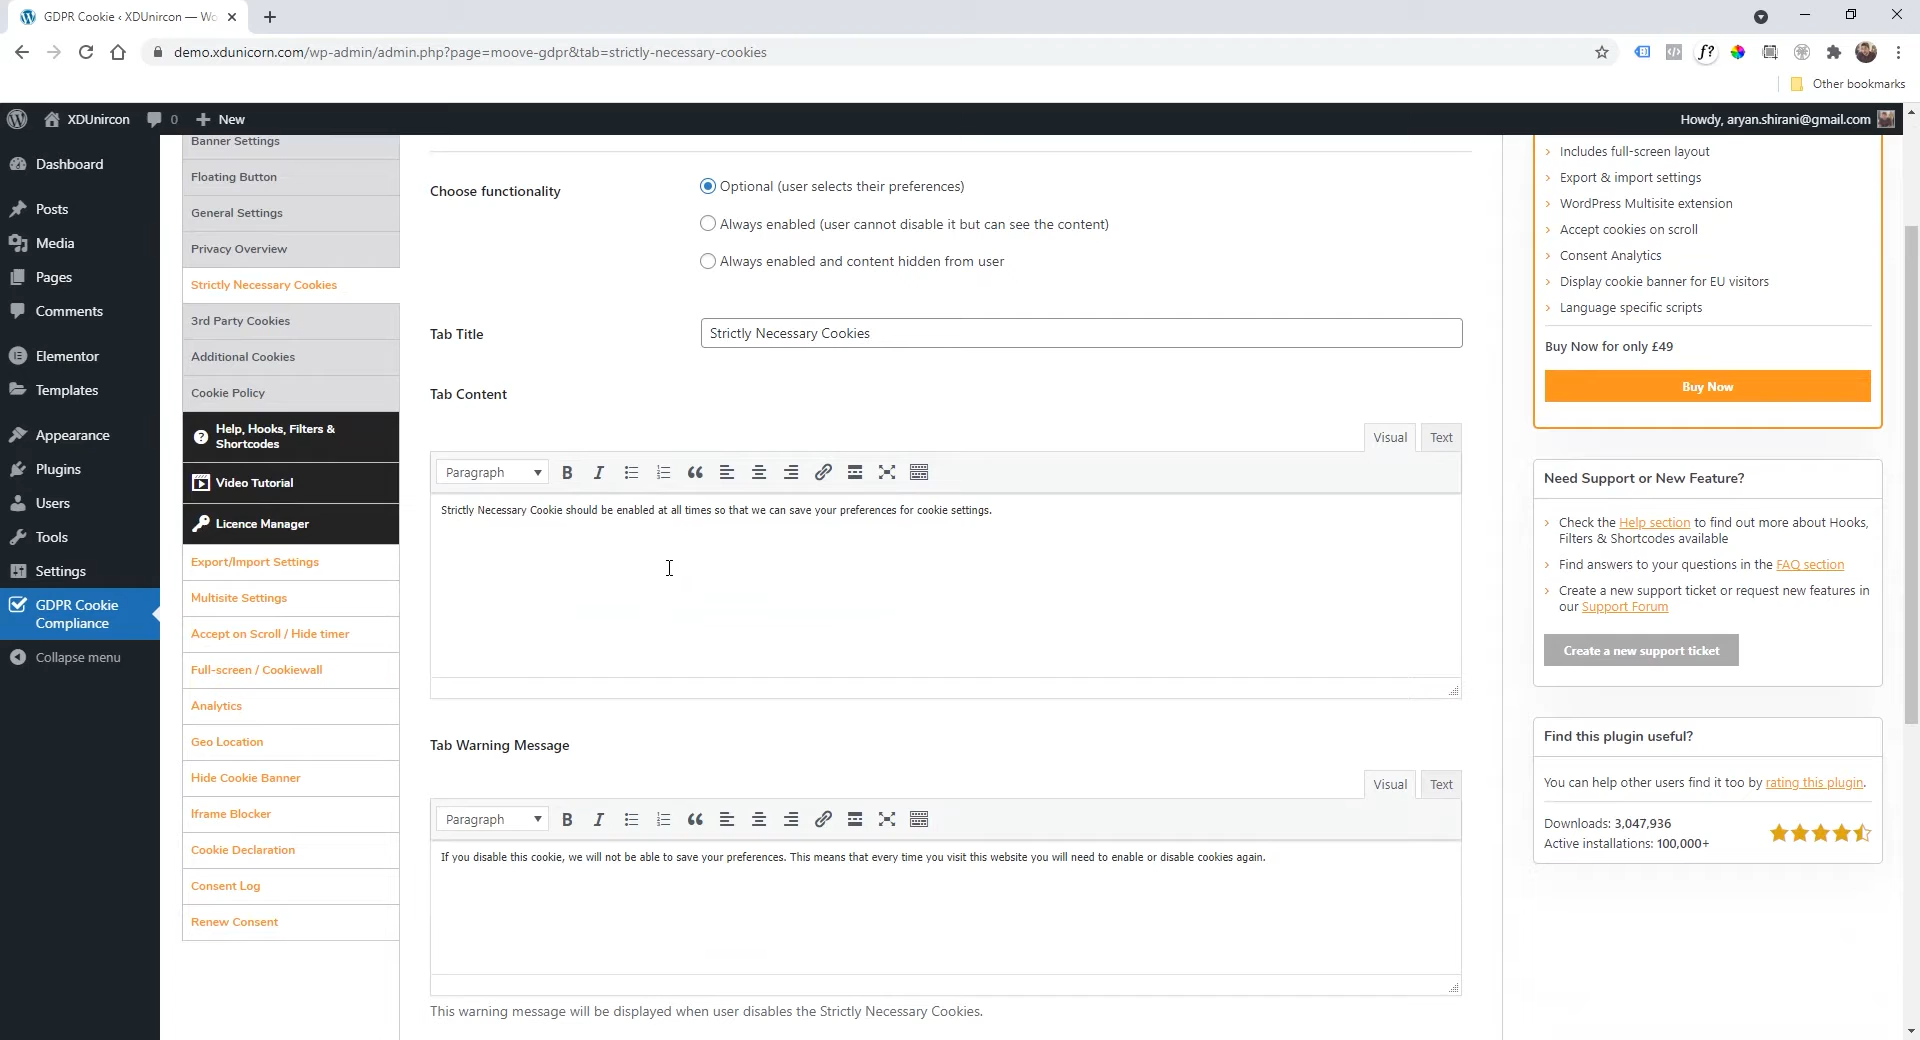 GDPR Cookie ‹ XDUnircon — Wo
demo.xdunicorn.com/wp-admin/admin.php?page=moove-gdpr&tab=strictly-necessary-cookies
f?
Other bookmarks
XDUnircon
0
New
Howdy, aryan.shirani@gmail.com
Dashboard
Posts
Media
Pages
Comments
Elementor
Templates
Appearance
Plugins
Users
Tools
Settings
GDPR Cookie
Compliance
Collapse menu
Banner Settings
Floating Button
General Settings
Privacy Overview
Strictly Necessary Cookies
3rd Party Cookies
Additional Cookies
Cookie Policy
Help, Hooks, Filters &
Shortcodes
Video Tutorial
Licence Manager
Export/Import Settings
Multisite Settings
Accept on Scroll / Hide timer
Full-screen / Cookiewall
Analytics
Geo Location
Hide Cookie Banner
Iframe Blocker
Cookie Declaration
Consent Log
Renew Consent
Choose functionality
Optional (user selects their preferences)
Always enabled (user cannot disable it but can see the content)
Always enabled and content hidden from user
Tab Title
Strictly Necessary Cookies
Tab Content
Visual
Text
Paragraph
Strictly Necessary Cookie should be enabled at all times so that we can save your preferences for cookie settings.
Tab Warning Message
Visual
Text
Paragraph
If you disable this cookie, we will not be able to save your preferences. This means that every time you visit this website you will need to enable or disable cookies again.
This warning message will be displayed when user disables the Strictly Necessary Cookies.
Includes full-screen layout
Export & import settings
WordPress Multisite extension
Accept cookies on scroll
Consent Analytics
Display cookie banner for EU visitors
Language specific scripts
Buy Now for only £49
Buy Now
Need Support or New Feature?
Check the Help section to find out more about Hooks,
Filters & Shortcodes available
Find answers to your questions in the FAQ section
Create a new support ticket or request new features in
our Support Forum
Create a new support ticket
Find this plugin useful?
You can help other users find it too by rating this plugin.
Downloads: 3,047,936
Active installations: 100,000+